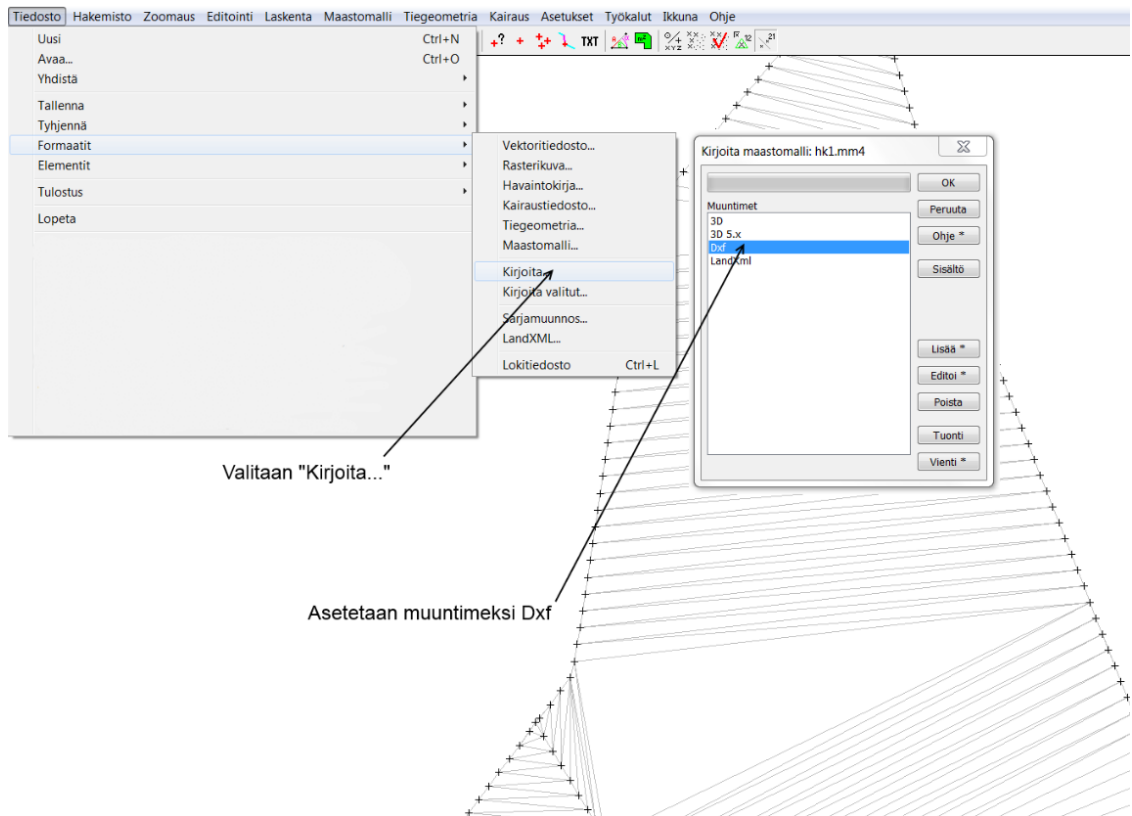 Tiedosto Hakemisto Zoomaus Editointi Laskenta Maastomalli Tiegeometria Kairaus Asetukset Työkalut Ikkuna Ohje
Uusi Ctrl+N
Avaa... Ctrl+O
Yhdistä
Tallenna
Tyhjennä
Formaatit
Elementit
Tulostus
Lopeta
TXT
Vektoritiedosto...
Rasterikuva...
Havaintokirja...
Kairaustiedosto...
Tiegeometria...
Maastomalli...
Kirjoita...
Kirjoita valitut...
Sarjamuunnos...
LandXML...
Lokitiedosto Ctrl+L
Kirjoita maastomalli: hk1.mm4
Muuntimet
3D
3D 5.x
Dxf
LandXml
OK
Peruuta
Ohje *
Sisältö
Lisää *
Editoi *
Poista
Tuonti
Vienti *
Valitaan "Kirjoita..."
Asetetaan muuntimeksi Dxf